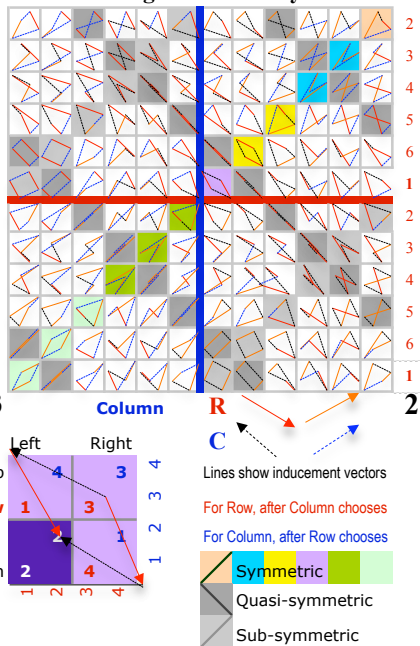 2
3
4
5
6
1
2
3
4
5
6
1
Column R 2
C
Left Right
Lines show inducement vectors
For Row, after Column chooses
For Column, after Row chooses
4 3
1 3
2 1
2 4
1 2 3 4
1 2 3 4
Symmetric
Quasi-symmetric
Sub-symmetric